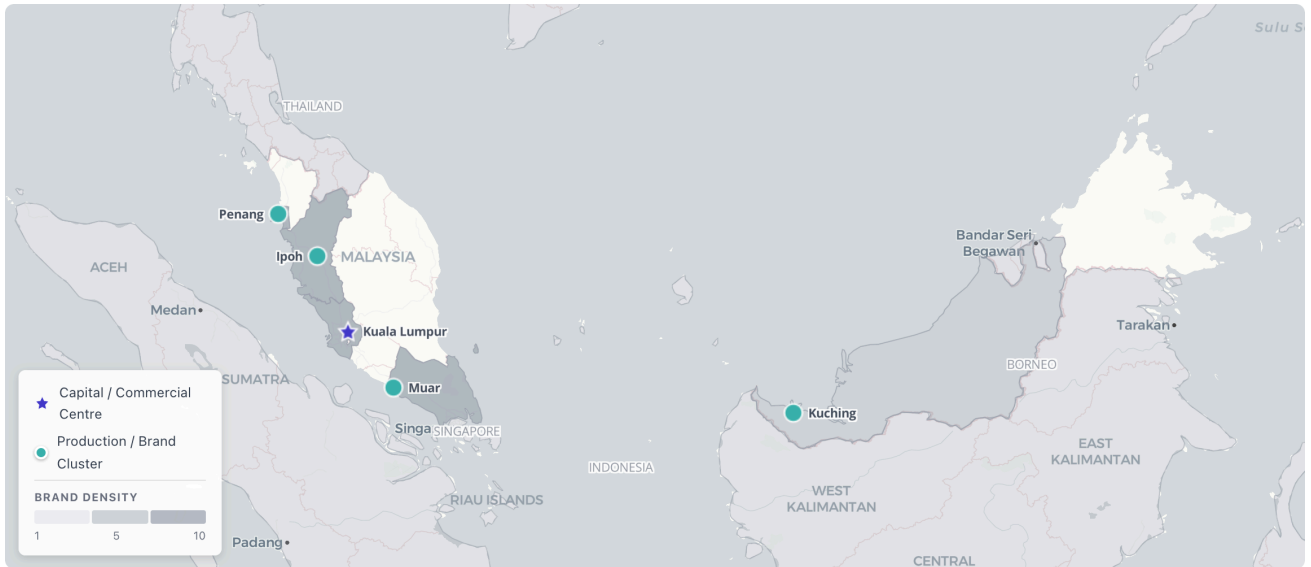 Sulu S
THAILAND
Penang
Bandar Seri
Begawan
Ipoh
MALAYSIA
ACEH
Medan
Tarakan
Kuala Lumpur
BORNEO
SUMATRA
Muar
Kuching
Singa
SINGAPORE
EAST
KALIMANTAN
INDONESIA
WEST
KALIMANTAN
RIAU ISLANDS
Padang
CENTRAL
Capital / Commercial
Centre
Production / Brand
Cluster
BRAND DENSITY
1 5 10